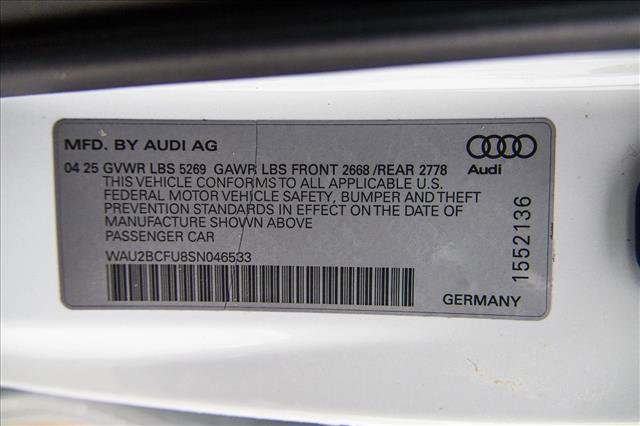 MFD. BY AUDI AG
04 25 GVWR LBS 5269 GAWR LBS FRONT 2668 /REAR 2778
THIS VEHICLE CONFORMS TO ALL APPLICABLE U.S.
FEDERAL MOTOR VEHICLE SAFETY, BUMPER AND THEFT
PREVENTION STANDARDS IN EFFECT ON THE DATE OF
MANUFACTURE SHOWN ABOVE
PASSENGER CAR
WAU2BCFU8SN046533
Audi
1552136
GERMANY